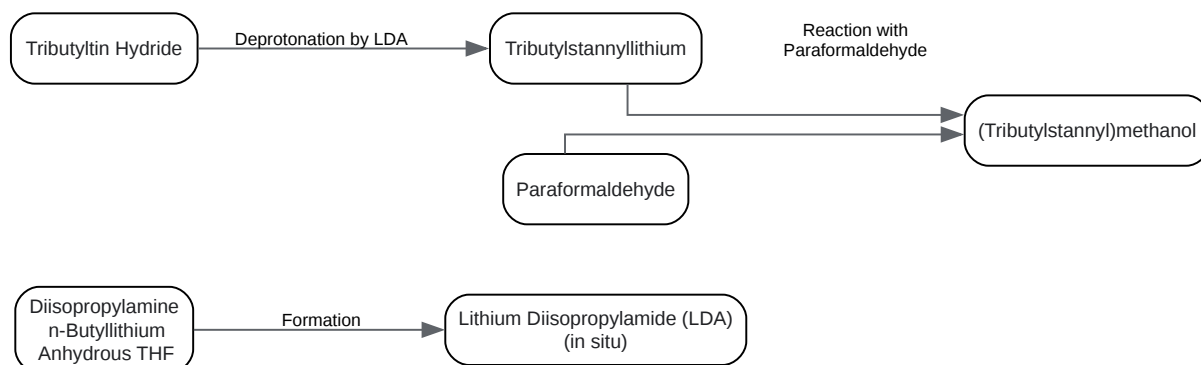 Tributyltin Hydride
Deprotonation by LDA
Tributylstannyllithium
Reaction with
Paraformaldehyde
(Tributylstannyl)methanol
Paraformaldehyde
Diisopropylamine
n-Butyllithium
Anhydrous THF
Formation
Lithium Diisopropylamide (LDA)
(in situ)